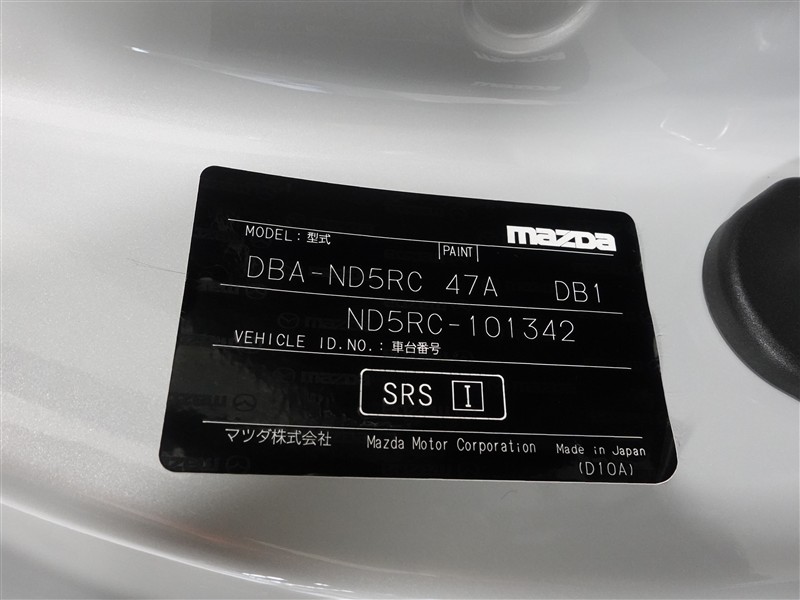 mazda
MODEL:型式 PAINT
DBA-ND5RC 47A DB1
ND5RC-101342
VEHICLE ID.NO.:車台番号
SRS I
マツダ株式会社 Mazda Motor Corporation Made in Japan
(D10A)